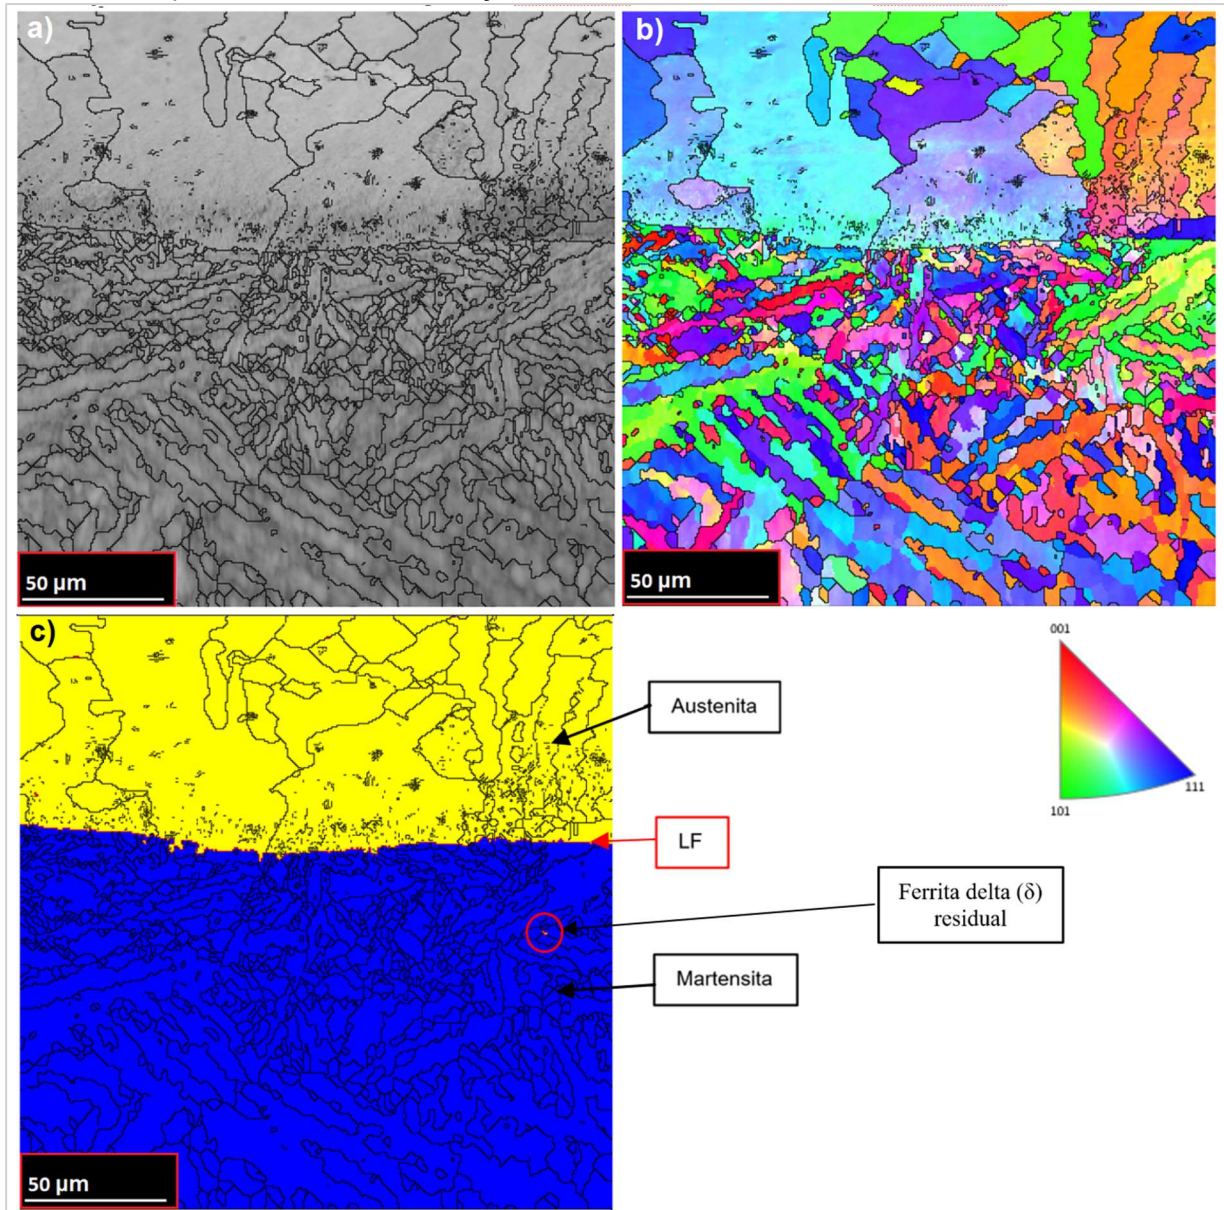 a)
b)
50 µm
50 µm
c)
001
Austenita
111
101
LF
Ferrita delta (δ)
residual
Martensita
50 µm